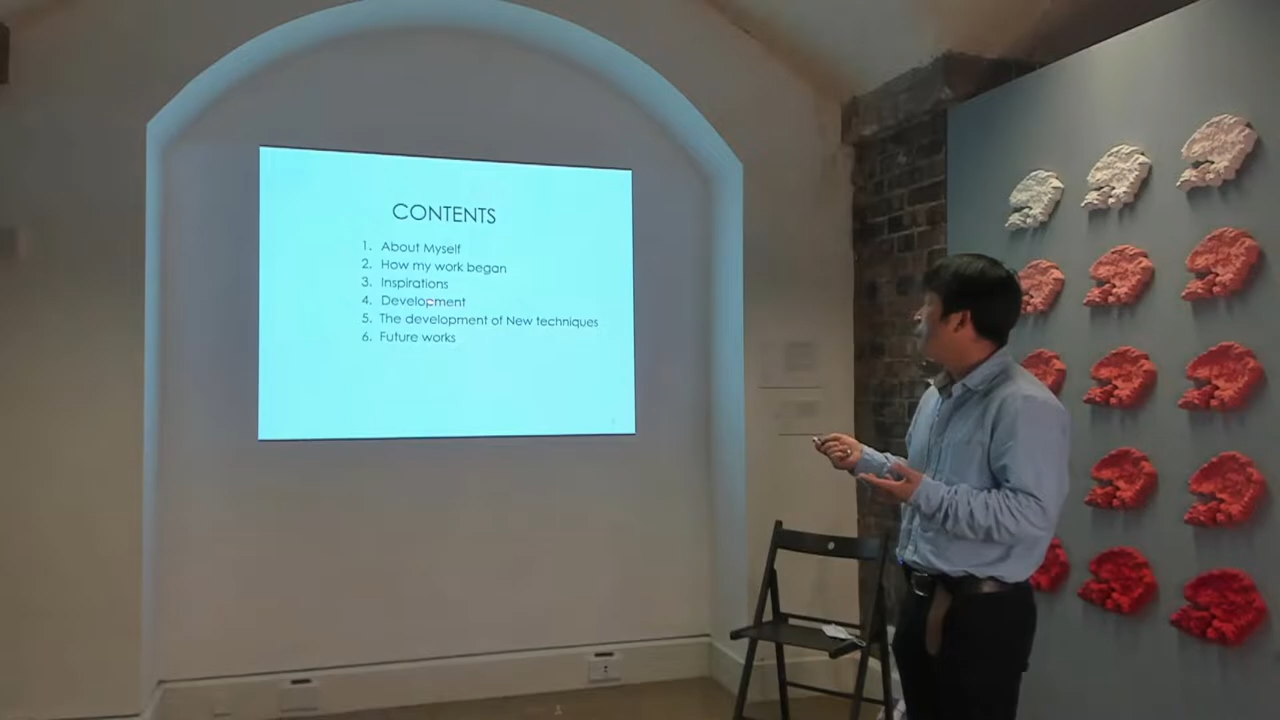 CONTENTS
1. About Myself
2. How my work began
3. Inspirations
4. Development
5. The development of New techniques
6. Future works